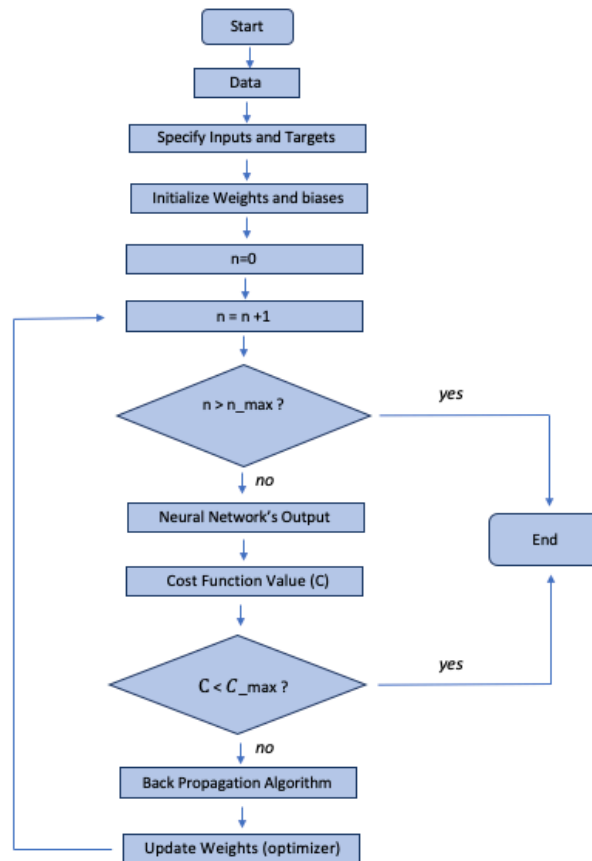 Start
Data
Specify Inputs and Targets
Initialize Weights and biases
n=0
n = n +1
n > n_max ?
yes
no
Neural Network's Output
End
Cost Function Value (C)
C < C_max ?
yes
no
Back Propagation Algorithm
Update Weights (optimizer)